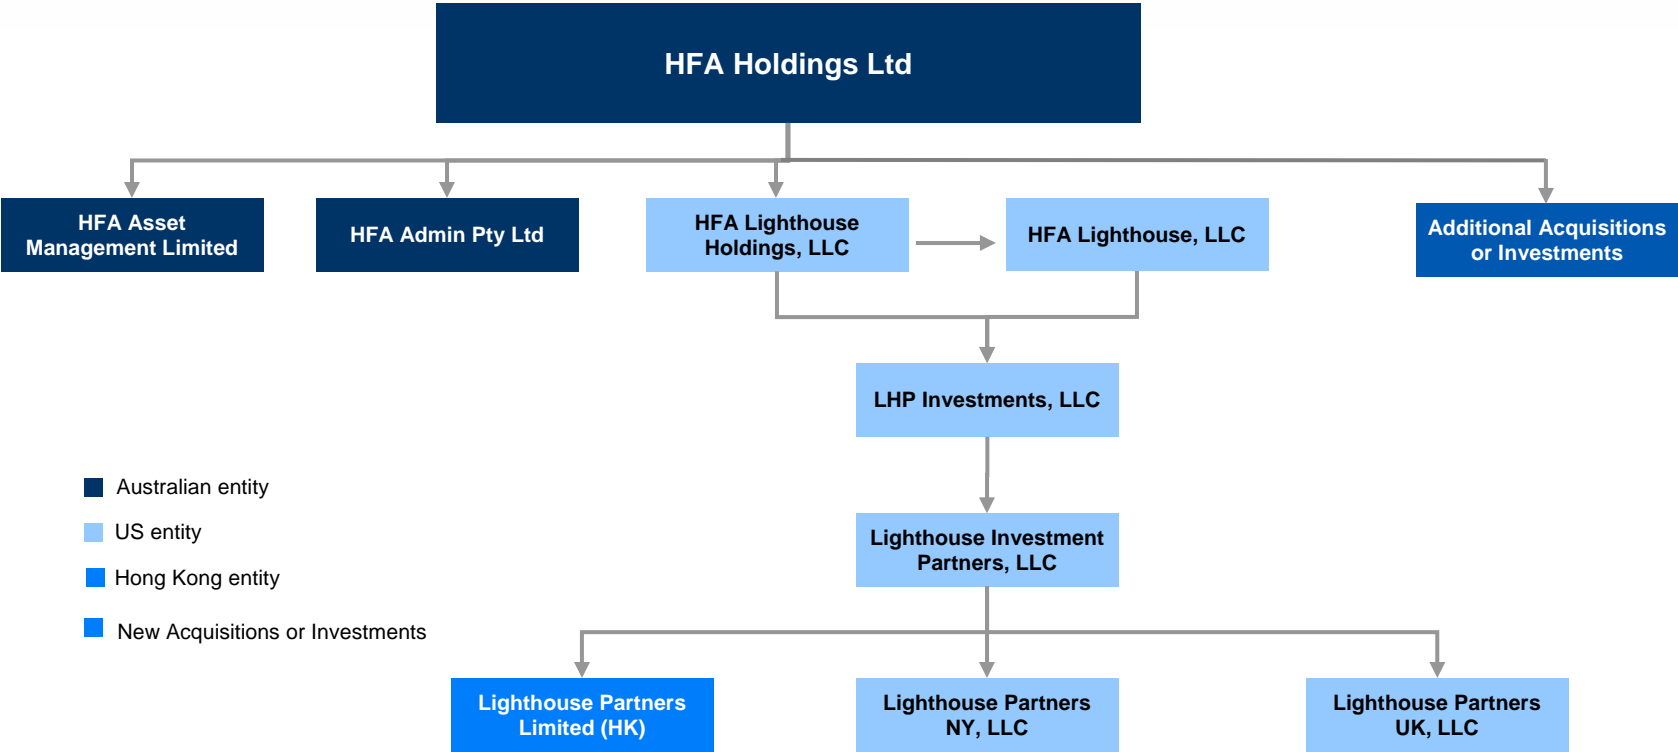 HFA Holdings Ltd
HFA Asset
Management Limited
HFA Admin Pty Ltd
HFA Lighthouse
Holdings, LLC
HFA Lighthouse, LLC
Additional Acquisitions
or Investments
LHP Investments, LLC
Lighthouse Investment
Partners, LLC
Australian entity
US entity
Hong Kong entity
New Acquisitions or Investments
Lighthouse Partners
Limited (HK)
Lighthouse Partners
NY, LLC
Lighthouse Partners
UK, LLC